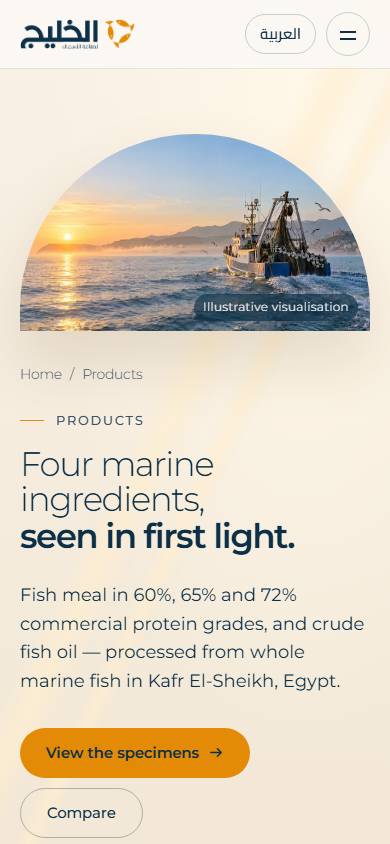 الخليج
العربية
Illustrative visualisation
Home / Products
PRODUCTS
Four marine
ingredients,
seen in first light.
Fish meal in 60%, 65% and 72%
commercial protein grades, and crude
fish oil — processed from whole
marine fish in Kafr El-Sheikh, Egypt.
View the specimens →
Compare